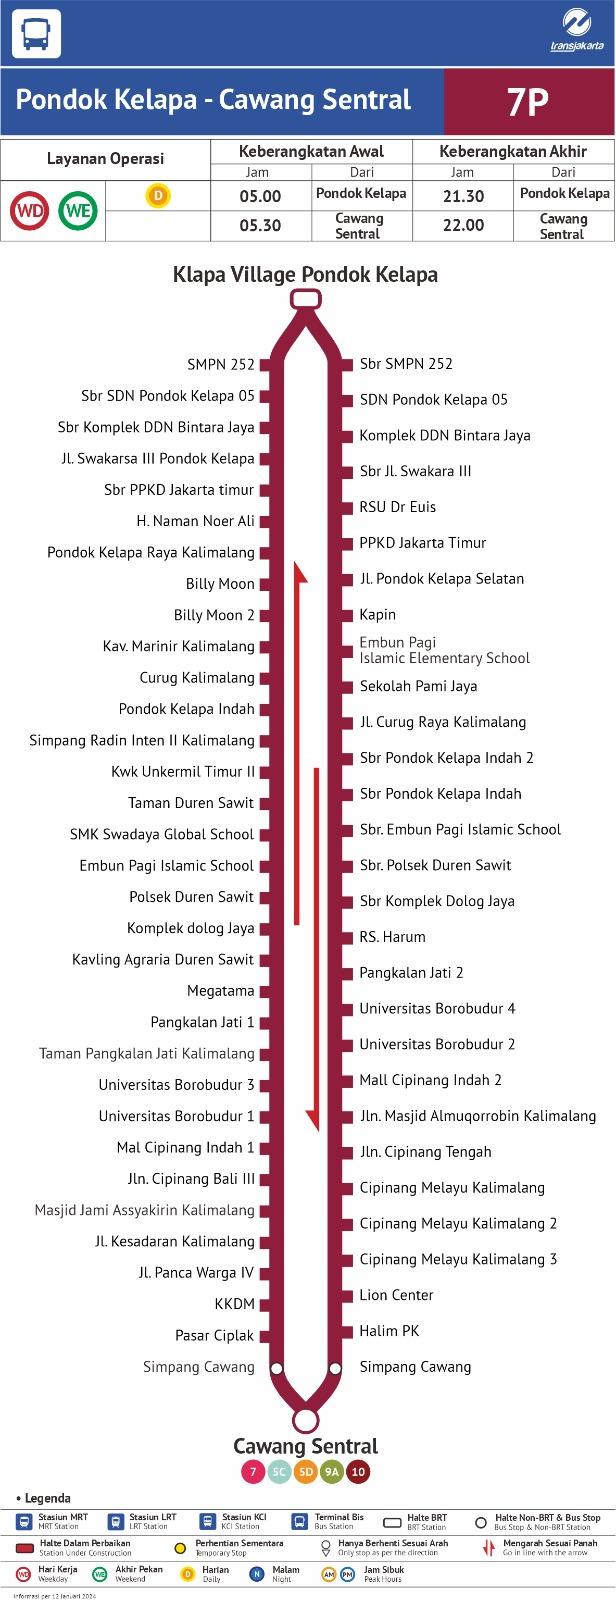 transjakarta
Pondok Kelapa - Cawang Sentral
7P
Layanan Operasi
Keberangkatan Awal
Keberangkatan Akhir
Jam
Dari
Jam
Dari
WD
WE
D
05.00
Pondok Kelapa
21.30
Pondok Kelapa
05.30
Cawang
Sentral
22.00
Cawang
Sentral
Klapa Village Pondok Kelapa
SMPN 252
Sbr SDN Pondok Kelapa 05
Sbr Komplek DDN Bintara Jaya
Jl. Swakarsa III Pondok Kelapa
Sbr PPKD Jakarta timur
H. Naman Noer Ali
Pondok Kelapa Raya Kalimalang
Billy Moon
Billy Moon 2
Kav. Marinir Kalimalang
Curug Kalimalang
Pondok Kelapa Indah
Simpang Radin Inten II Kalimalang
Kwk Unkermil Timur II
Taman Duren Sawit
SMK Swadaya Global School
Embun Pagi Islamic School
Polsek Duren Sawit
Komplek dolog Jaya
Kavling Agraria Duren Sawit
Megatama
Pangkalan Jati 1
Taman Pangkalan Jati Kalimalang
Universitas Borobudur 3
Universitas Borobudur 1
Mal Cipinang Indah 1
Jln. Cipinang Bali III
Masjid Jami Assyakirin Kalimalang
Jl. Kesadaran Kalimalang
Jl. Panca Warga IV
KKDM
Pasar Ciplak
Simpang Cawang
Sbr SMPN 252
SDN Pondok Kelapa 05
Komplek DDN Bintara Jaya
Sbr Jl. Swakara III
RSU Dr Euis
PPKD Jakarta Timur
Jl. Pondok Kelapa Selatan
Kapin
Embun Pagi
Islamic Elementary School
Sekolah Pami Jaya
Jl. Curug Raya Kalimalang
Sbr Pondok Kelapa Indah 2
Sbr Pondok Kelapa Indah
Sbr. Embun Pagi Islamic School
Sbr. Polsek Duren Sawit
Sbr Komplek Dolog Jaya
RS. Harum
Pangkalan Jati 2
Universitas Borobudur 4
Universitas Borobudur 2
Mall Cipinang Indah 2
Jln. Masjid Almuqorrobin Kalimalang
Jln. Cipinang Tengah
Cipinang Melayu Kalimalang
Cipinang Melayu Kalimalang 2
Cipinang Melayu Kalimalang 3
Lion Center
Halim PK
Simpang Cawang
Cawang Sentral
7 5C 5D 9A 10
• Legenda
Stasiun MRT
MRT Station
Stasiun LRT
LRT Station
Stasiun KCI
KCI Station
Terminal Bis
Bus Station
Halte BRT
BRT Station
Halte Non-BRT & Bus Stop
Bus Stop & Non-BRT Station
Halte Dalam Perbaikan
Station Under Construction
Perhentian Sementara
Temporary Stop
Hanya Berhenti Sesuai Arah
Only stop as per the direction
Mengarah Sesuai Panah
Go in line with the arrow
WD
Hari Kerja
Weekday
WE
Akhir Pekan
Weekend
D
Harian
Daily
N
Malam
Night
AM PM
Jam Sibuk
Peak Hours
Informasi per 12 Januari 2024